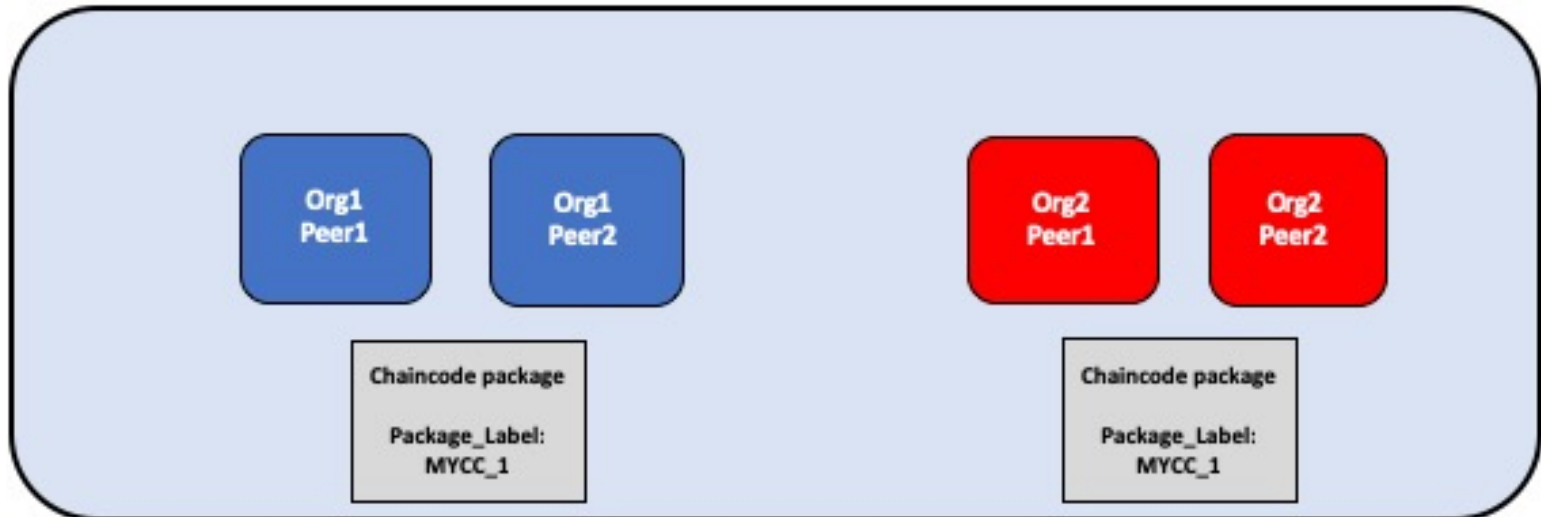 Org1
Peer1
Org1
Peer2
Org2
Peer1
Org2
Peer2
Chaincode package
Package_Label:
MYCC_1
Chaincode package
Package_Label:
MYCC_1